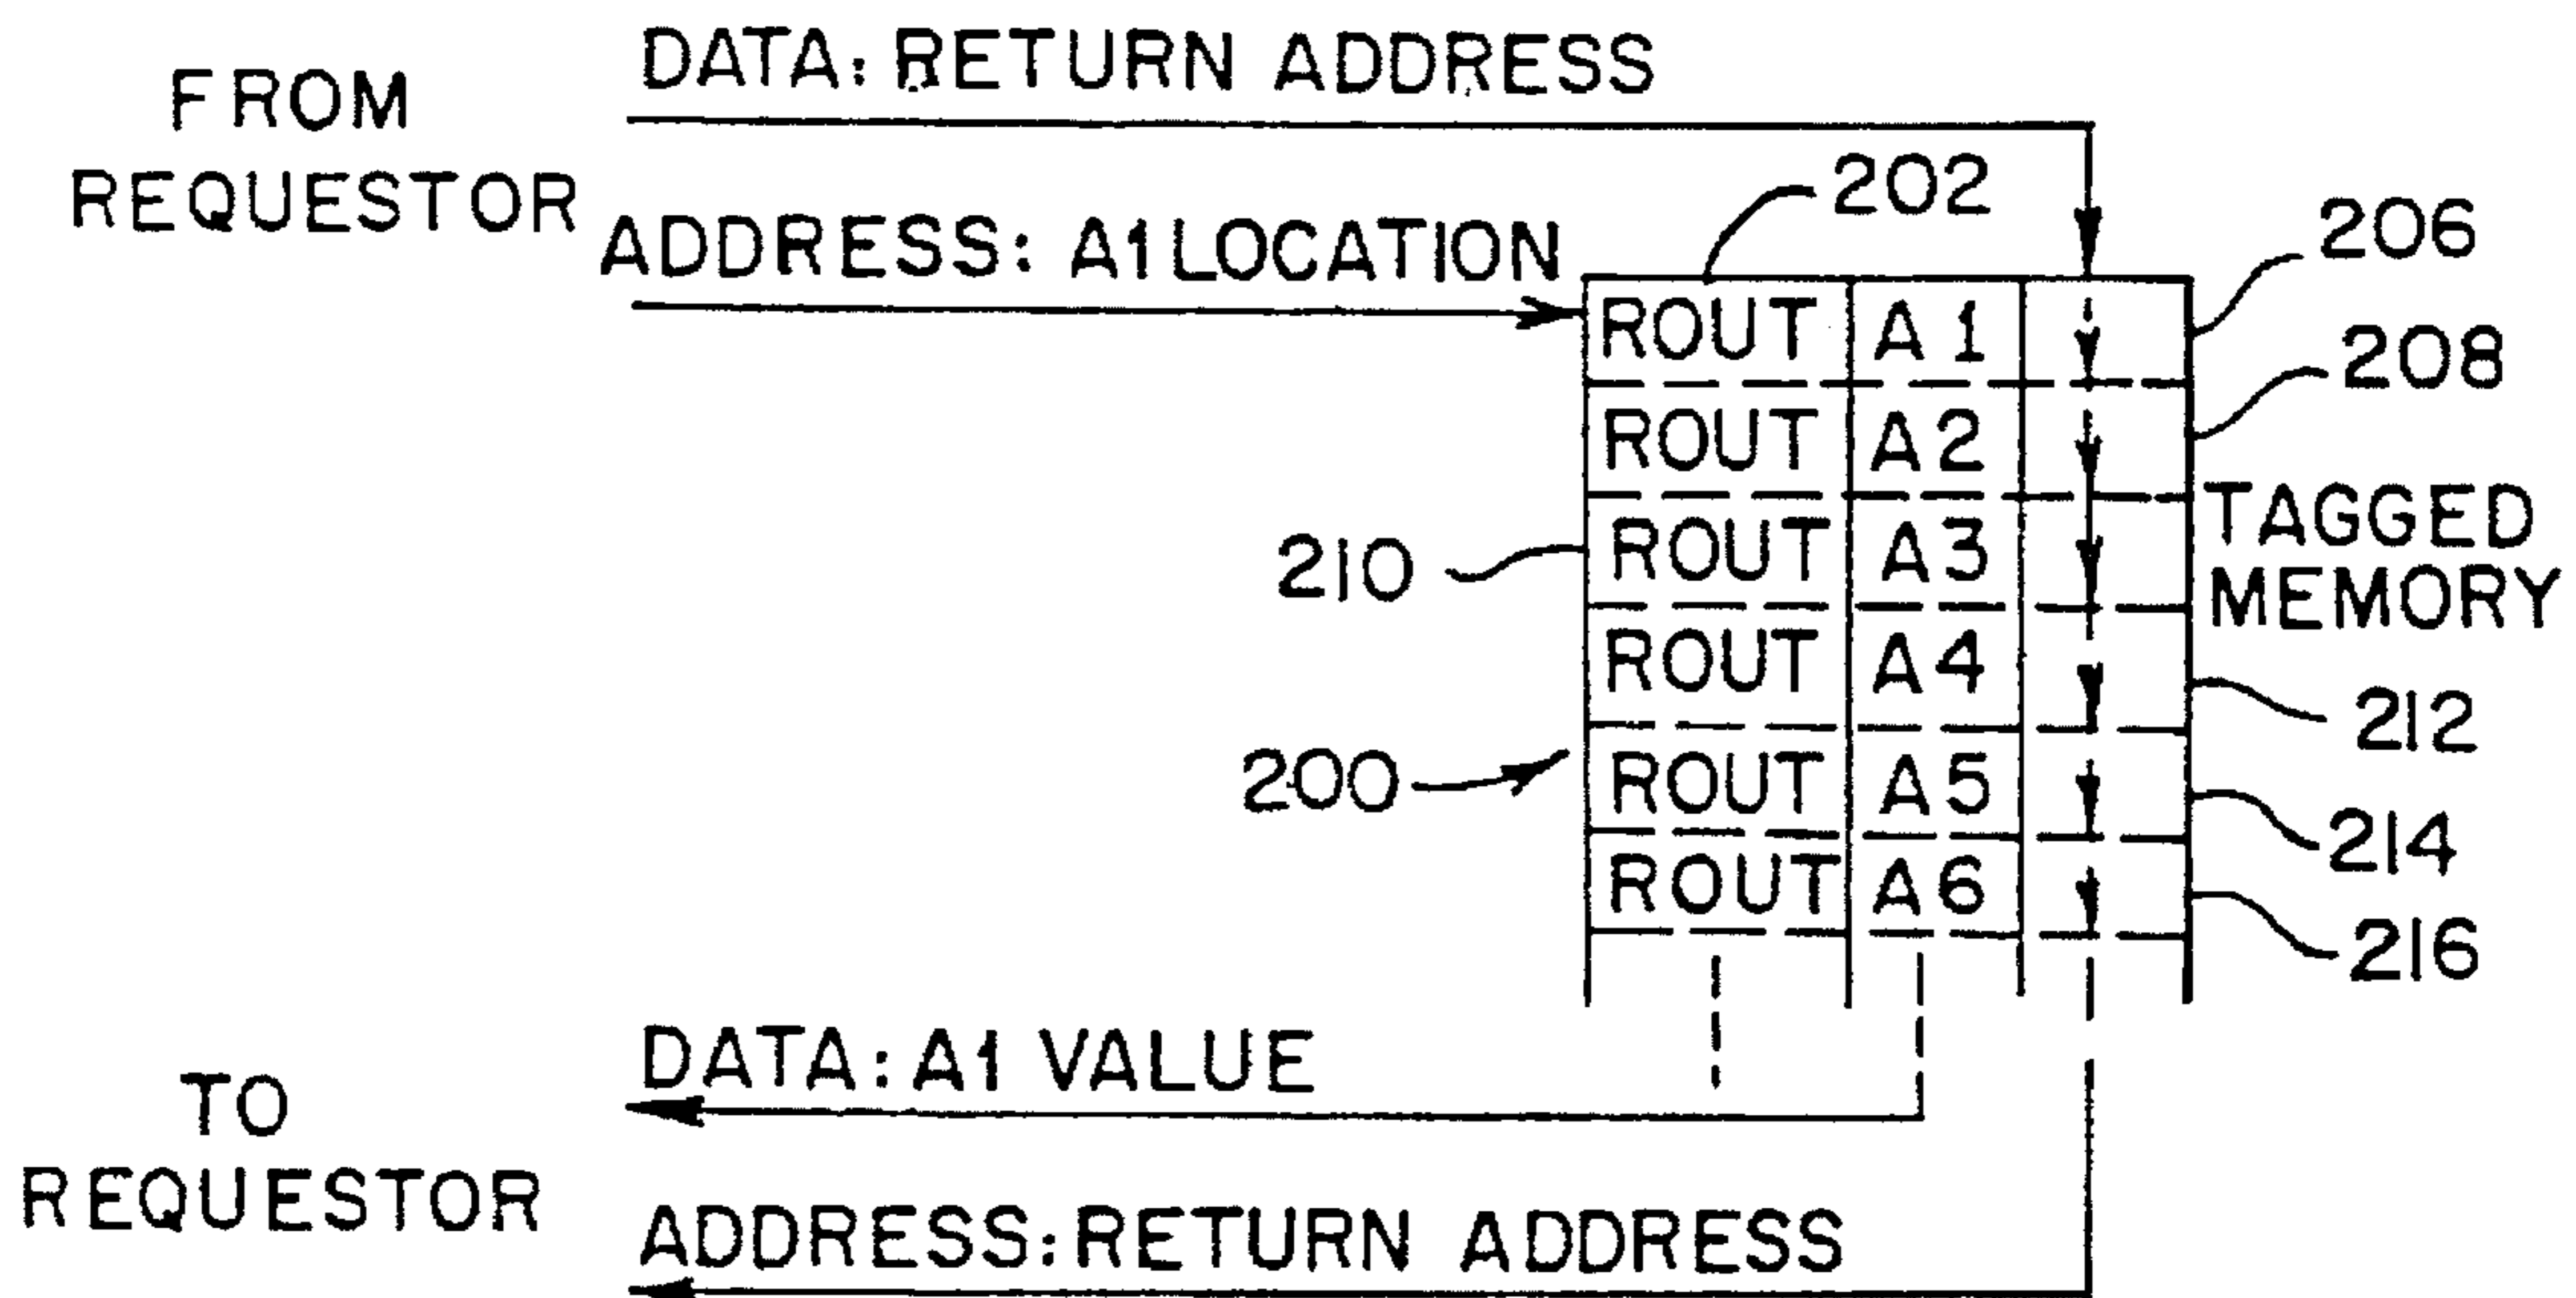 DATA: RETURN ADDRESS
FROM
REQUESTOR
202
ADDRESS: A1 LOCATION
206
ROUT A1
208
ROUT A2
TAGGED
MEMORY
210
ROUT A3
ROUT A4
212
200
ROUT A5
214
ROUT A6
216
DATA: A1 VALUE
TO
REQUESTOR
ADDRESS: RETURN ADDRESS